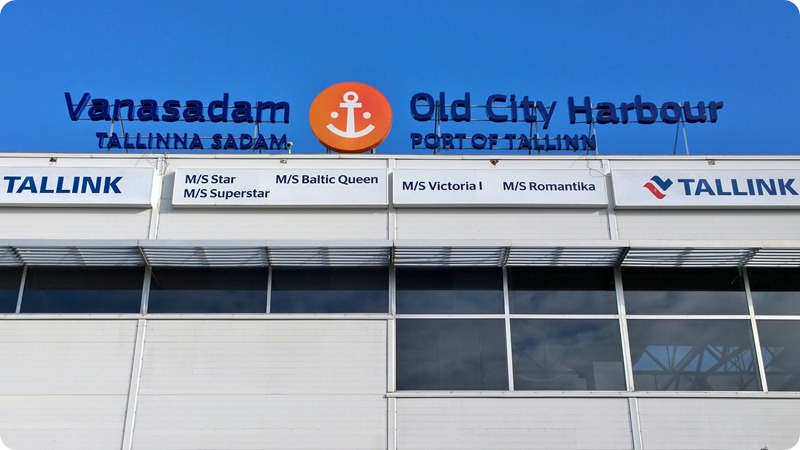 Vanasadam
TALLINNA SADAM
Old City Harbour
PORT OF TALLINN
TALLINK
M/S Star
M/S Baltic Queen
M/S Superstar
M/S Victoria I
M/S Romantika
TALLINK